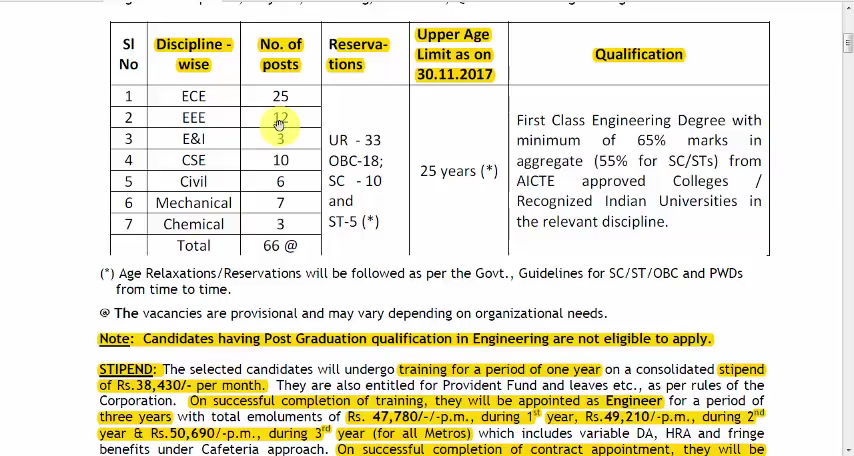 Sl No Discipline - wise No. of posts Reserva- tions Upper Age Limit as on 30.11.2017 Qualification
1 ECE 25
2 EEE 12
3 E&I 3
4 CSE 10
5 Civil 6
6 Mechanical 7
7 Chemical 3
Total 66 @
UR - 33
OBC-18;
SC - 10
and
ST-5 (*)
25 years (*)
First Class Engineering Degree with
minimum of 65% marks in
aggregate (55% for SC/STs) from
AICTE approved Colleges /
Recognized Indian Universities in
the relevant discipline.
(*) Age Relaxations/Reservations will be followed as per the Govt., Guidelines for SC/ST/OBC and PWDs
from time to time.
@ The vacancies are provisional and may vary depending on organizational needs.
Note: Candidates having Post Graduation qualification in Engineering are not eligible to apply.
STIPEND: The selected candidates will undergo training for a period of one year on a consolidated stipend
of Rs.38,430/- per month. They are also entitled for Provident Fund and leaves etc., as per rules of the
Corporation. On successful completion of training, they will be appointed as Engineer for a period of
three years with total emoluments of Rs. 47,780/-/-p.m., during 1st year, Rs.49,210/-p.m., during 2nd
year & Rs.50,690/-p.m., during 3rd year (for all Metros) which includes variable DA, HRA and fringe
benefits under Cafeteria approach. On successful completion of contract appointment, they will be